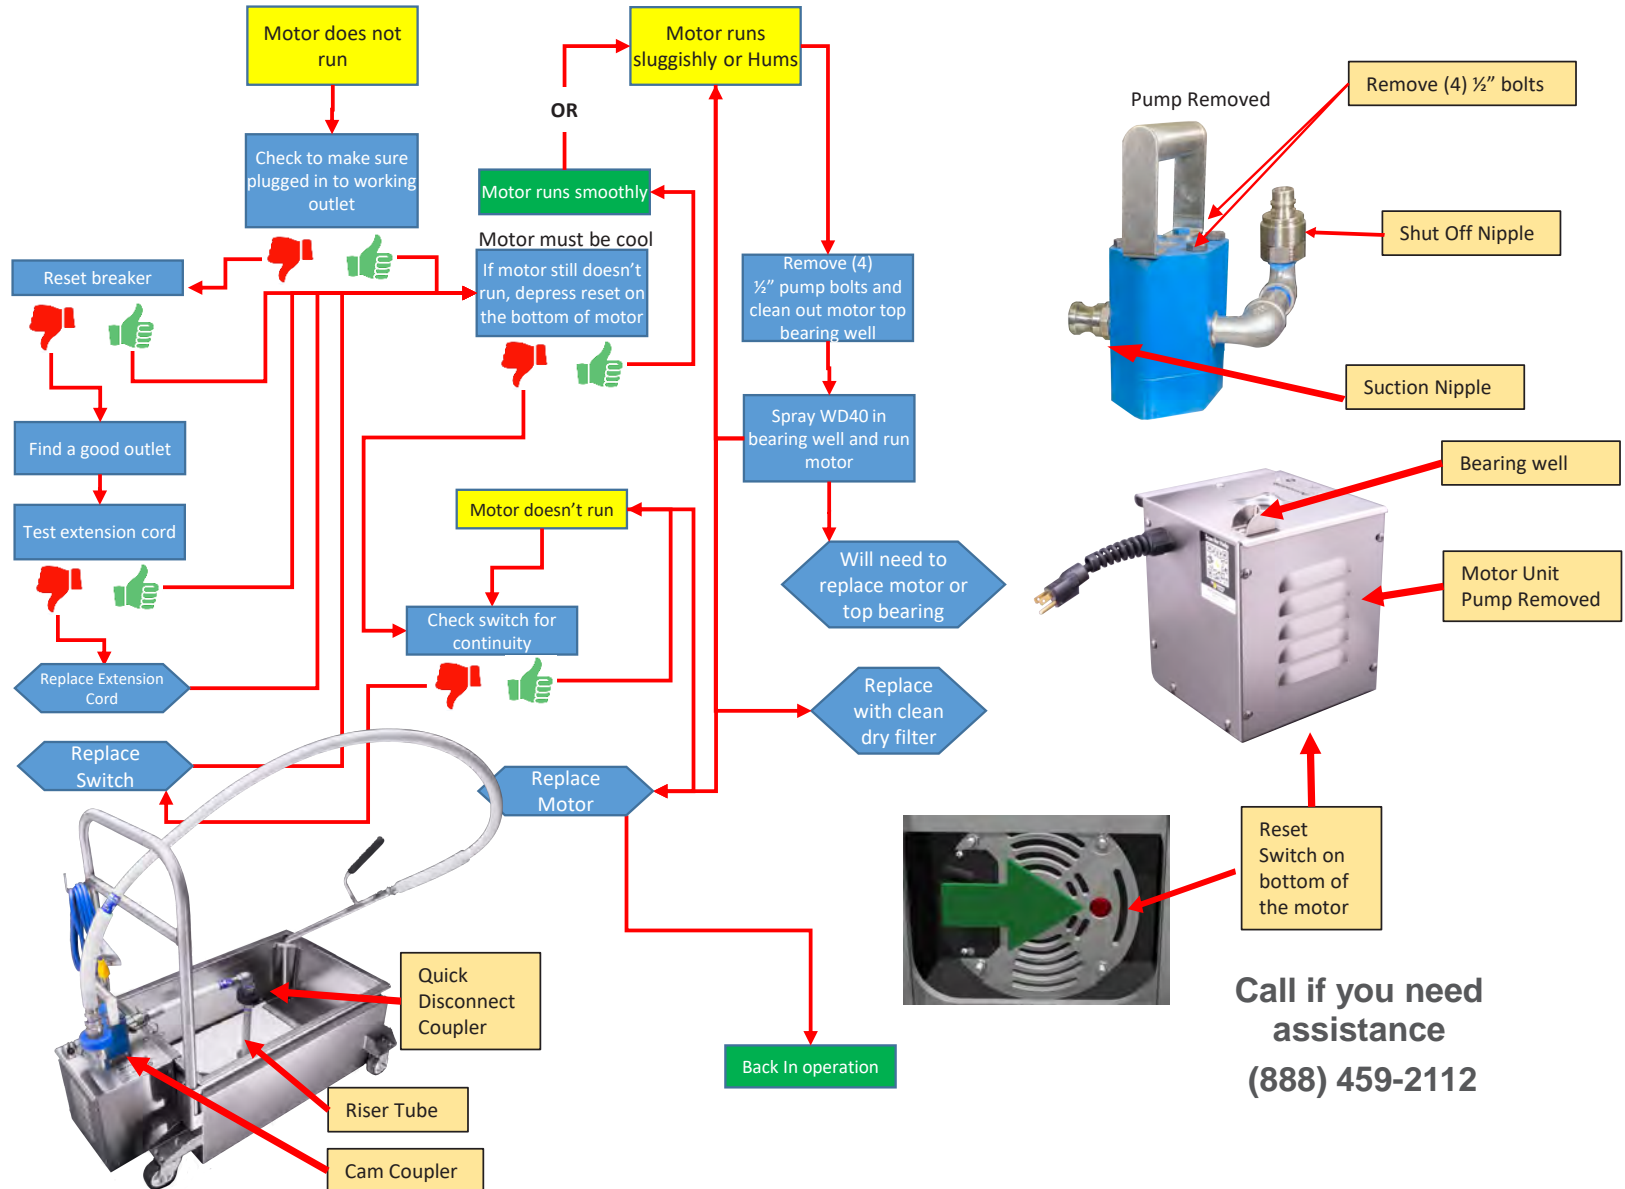 Motor does not
run
Motor runs
sluggishly or Hums
OR
Check to make sure
plugged in to working
outlet
Motor runs smoothly
Motor must be cool
If motor still doesn't
run, depress reset on
the bottom of motor
Reset breaker
Find a good outlet
Test extension cord
Replace Extension
Cord
Replace
Switch
Motor doesn't run
Check switch for
continuity
Replace
Motor
Remove (4)
½" pump bolts and
clean out motor top
bearing well
Spray WD40 in
bearing well and run
motor
Will need to
replace motor or
top bearing
Replace
with clean
dry filter
Back In operation
Quick
Disconnect
Coupler
Riser Tube
Cam Coupler
Pump Removed
Remove (4) ½" bolts
Shut Off Nipple
Suction Nipple
Bearing well
Motor Unit
Pump Removed
Reset
Switch on
bottom of
the motor
Call if you need
assistance
(888) 459-2112